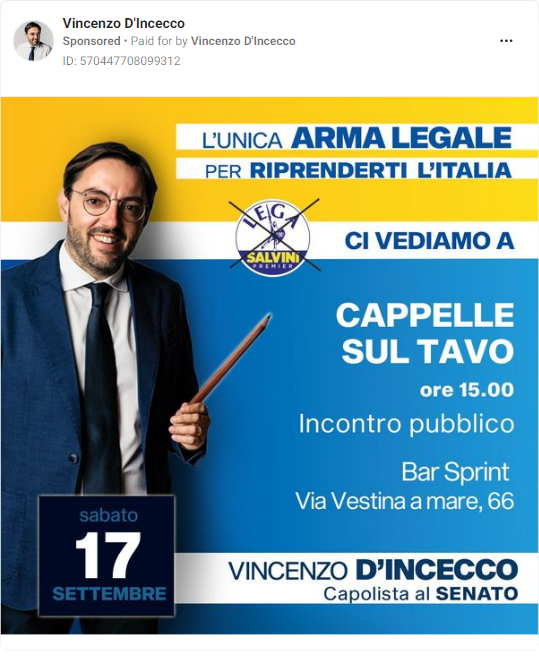 Vincenzo D'Incecco
Sponsored • Paid for by Vincenzo D'Incecco
ID: 570447708099312
L'UNICA ARMA LEGALE
PER RIPRENDERTI L'ITALIA
LEGA
SALVINI
PREMIER
CI VEDIAMO A
CAPPELLE
SUL TAVO
ore 15.00
Incontro pubblico
Bar Sprint
Via Vestina a mare, 66
sabato
17
SETTEMBRE
VINCENZO D'INCECCO
Capolista al SENATO